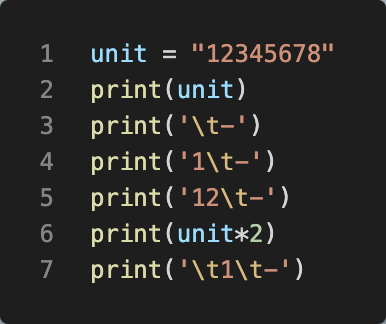 1 unit = "12345678"
2 print(unit)
3 print('\t-')
4 print('1\t-')
5 print('12\t-')
6 print(unit*2)
7 print('\t1\t-')